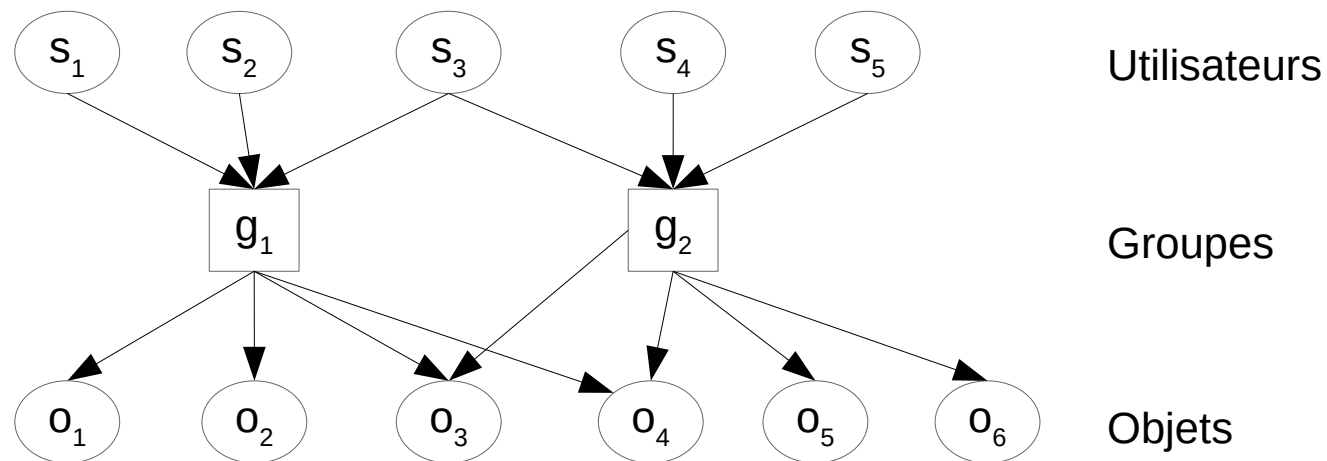 s₁ s₂ s₃ s₄ s₅ Utilisateurs
g₁ g₂ Groupes
o₁ o₂ o₃ o₄ o₅ o₆ Objets